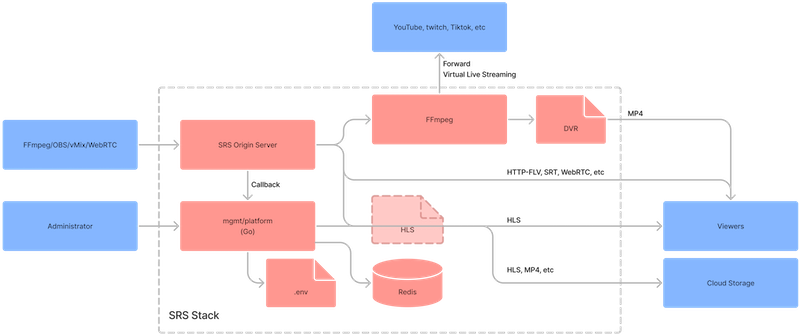 YouTube, twitch, Tiktok, etc
Forward
Virtual Live Streaming
FFmpeg
DVR
MP4
FFmpeg/OBS/vMix/WebRTC
SRS Origin Server
HTTP-FLV, SRT, WebRTC, etc
Callback
Administrator
mgmt/platform
(Go)
HLS
HLS
Viewers
HLS, MP4, etc
Cloud Storage
.env
Redis
SRS Stack